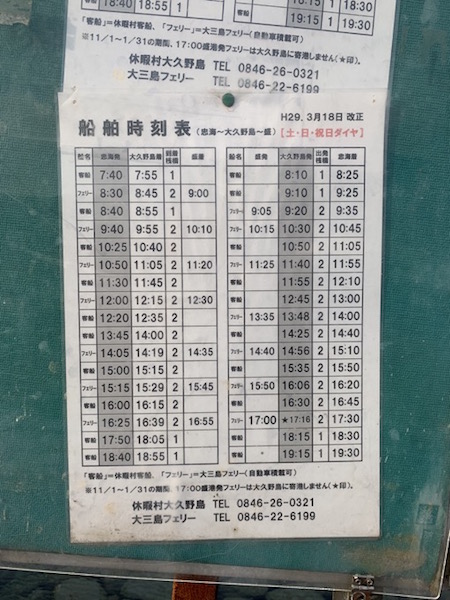 18:40 18:55 1 18:15 1 18:30
19:15 1 19:30
「客船」=休暇村客船、「フェリー」=大三島フェリー(自動車積載可)
※11/1~1/31の期間、17:00盛港発フェリーは大久野島に寄港しません(★印)。
休暇村大久野島 TEL 0846-26-0321
大三島フェリー TEL 0846-22-6199
H29. 3月18日 改正
船舶時刻表(忠海~大久野島~盛)【土・日・祝日ダイヤ】
船名 忠海発 大久野島着 到着桟橋 盛着 船名 盛発 大久野島発 出発桟橋 忠海着
客船 7:40 7:55 1 客船 8:10 1 8:25
フェリー 8:30 8:45 2 9:00 客船 9:10 1 9:25
客船 8:40 8:55 1 フェリー 9:05 9:20 2 9:35
フェリー 9:40 9:55 2 10:10 フェリー 10:15 10:30 2 10:45
客船 10:25 10:40 2 客船 10:50 2 11:05
フェリー 10:50 11:05 2 11:20 フェリー 11:25 11:40 2 11:55
客船 11:30 11:45 2 客船 11:55 2 12:10
フェリー 12:00 12:15 2 12:30 客船 12:45 2 13:00
客船 12:20 12:35 2 フェリー 13:35 13:48 2 14:00
客船 13:45 14:00 2 客船 14:25 2 14:40
フェリー 14:05 14:19 2 14:35 フェリー 14:40 14:56 2 15:10
客船 15:00 15:15 2 客船 15:35 2 15:50
フェリー 15:15 15:29 2 15:45 フェリー 15:50 16:06 2 16:20
客船 16:00 16:15 2 客船 16:30 2 16:45
フェリー 16:25 16:39 2 16:55 フェリー 17:00 ★17:16 2 17:30
客船 17:50 18:05 1 客船 18:15 1 18:30
客船 18:40 18:55 1 客船 19:15 1 19:30
「客船」=休暇村客船、「フェリー」=大三島フェリー(自動車積載可)
※11/1~1/31の期間、17:00盛港発フェリーは大久野島に寄港しません(★印)。
休暇村大久野島 TEL 0846-26-0321
大三島フェリー TEL 0846-22-6199